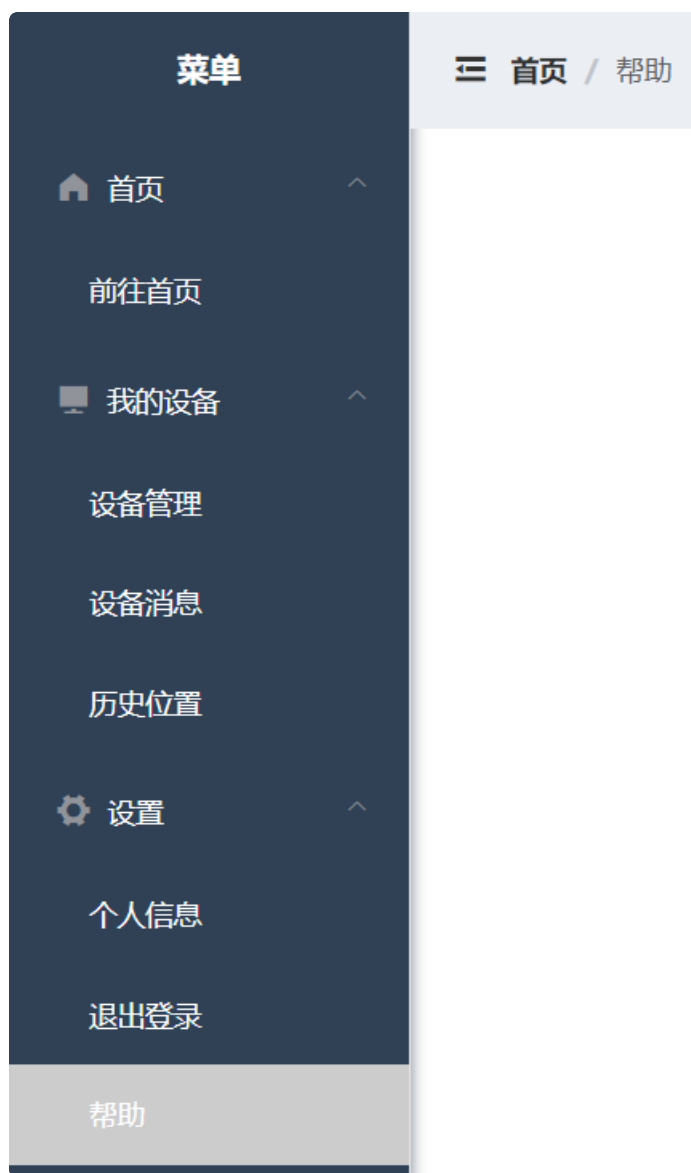 菜单
首页 / 帮助
首页
前往首页
我的设备
设备管理
设备消息
历史位置
设置
个人信息
退出登录
帮助